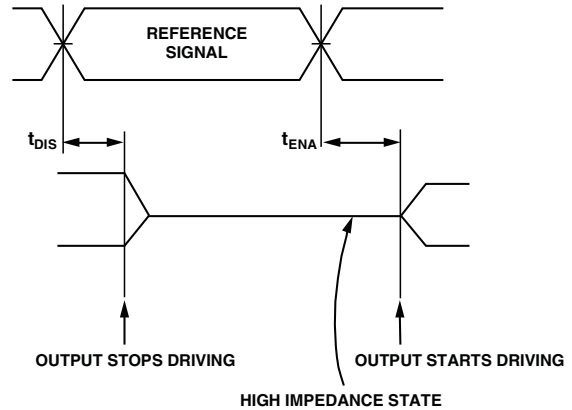 REFERENCE
SIGNAL
tDIS
tENA
OUTPUT STOPS DRIVING
OUTPUT STARTS DRIVING
HIGH IMPEDANCE STATE